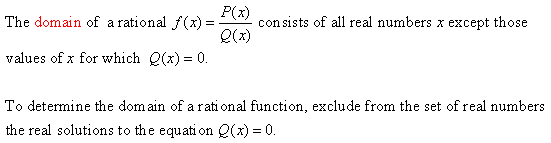 The domain of a rational f(x) = P(x)/Q(x) consists of all real numbers x except those
values of x for which Q(x) = 0.
To determine the domain of a rational function, exclude from the set of real numbers
the real solutions to the equation Q(x) = 0.